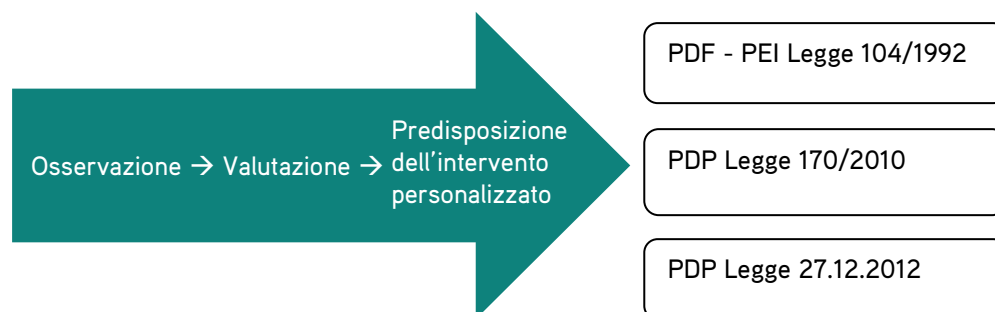 Osservazione → Valutazione → Predisposizione
dell'intervento
personalizzato
PDF - PEI Legge 104/1992
PDP Legge 170/2010
PDP Legge 27.12.2012